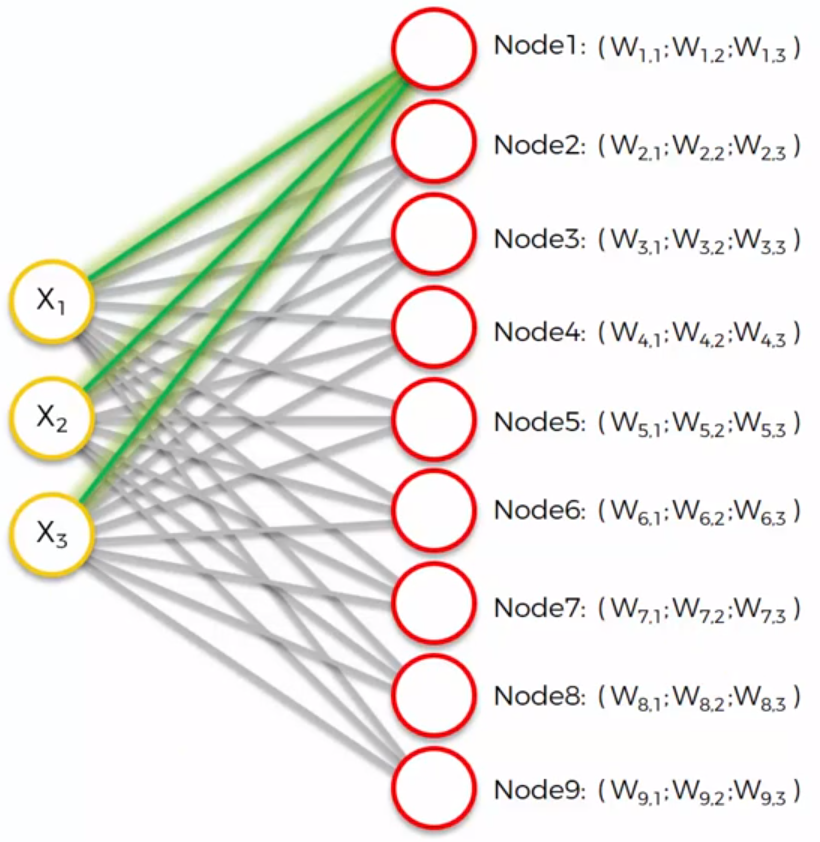 Node1: (W1,1;W1,2;W1,3)
Node2: (W2,1;W2,2;W2,3)
Node3: (W3,1;W3,2;W3,3)
X1
Node4: (W4,1;W4,2;W4,3)
X2
Node5: (W5,1;W5,2;W5,3)
Node6: (W6,1;W6,2;W6,3)
X3
Node7: (W7,1;W7,2;W7,3)
Node8: (W8,1;W8,2;W8,3)
Node9: (W9,1;W9,2;W9,3)